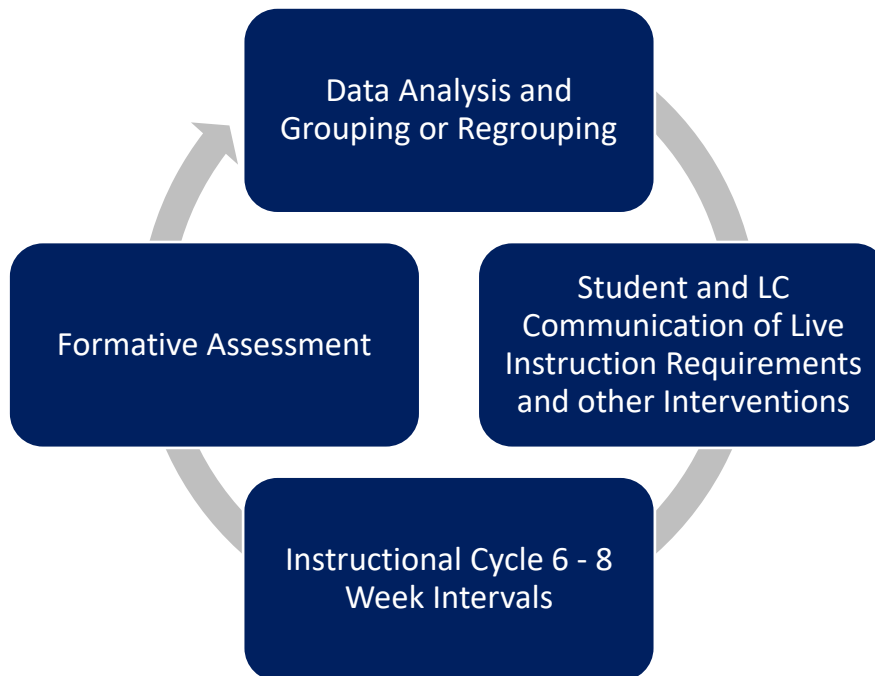 Data Analysis and
Grouping or Regrouping
Student and LC
Communication of Live
Instruction Requirements
and other Interventions
Instructional Cycle 6 - 8
Week Intervals
Formative Assessment